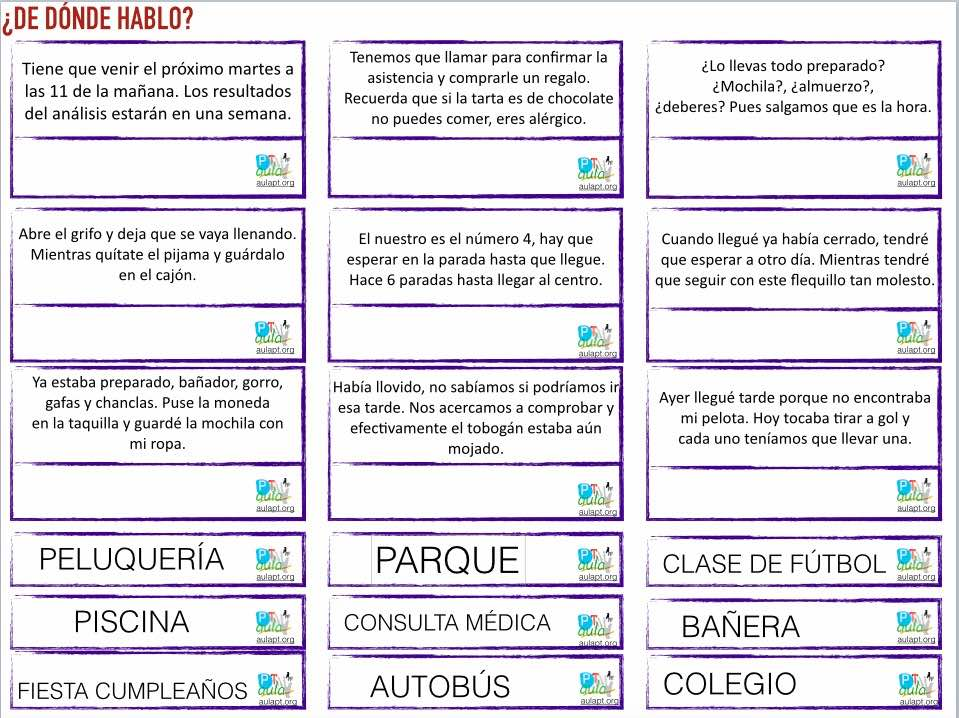 ¿DE DÓNDE HABLO?
Tiene que venir el próximo martes a
las 11 de la mañana. Los resultados
del análisis estarán en una semana.
PT
aula
aulapt.org
Tenemos que llamar para confirmar la
asistencia y comprarle un regalo.
Recuerda que si la tarta es de chocolate
no puedes comer, eres alérgico.
PT
aula
aulapt.org
¿Lo llevas todo preparado?
¿Mochila?, ¿almuerzo?,
¿deberes? Pues salgamos que es la hora.
PT
aula
aulapt.org
Abre el grifo y deja que se vaya llenando.
Mientras quítate el pijama y guárdalo
en el cajón.
PT
aula
aulapt.org
El nuestro es el número 4, hay que
esperar en la parada hasta que llegue.
Hace 6 paradas hasta llegar al centro.
PT
aula
aulapt.org
Cuando llegué ya había cerrado, tendré
que esperar a otro día. Mientras tendré
que seguir con este flequillo tan molesto.
PT
aula
aulapt.org
Ya estaba preparado, bañador, gorro,
gafas y chanclas. Puse la moneda
en la taquilla y guardé la mochila con
mi ropa.
PT
aula
aulapt.org
Había llovido, no sabíamos si podríamos ir
esa tarde. Nos acercamos a comprobar y
efectivamente el tobogán estaba aún
mojado.
PT
aula
aulapt.org
Ayer llegué tarde porque no encontraba
mi pelota. Hoy tocaba tirar a gol y
cada uno teníamos que llevar una.
PT
aula
aulapt.org
PELUQUERÍA
PT
aula
aulapt.org
PARQUE
PT
aula
aulapt.org
CLASE DE FÚTBOL
PT
aula
aulapt.org
PISCINA
PT
aula
aulapt.org
CONSULTA MÉDICA
PT
aula
aulapt.org
BAÑERA
PT
aula
aulapt.org
FIESTA CUMPLEAÑOS
PT
aula
aulapt.org
AUTOBÚS
PT
aula
aulapt.org
COLEGIO
PT
aula
aulapt.org